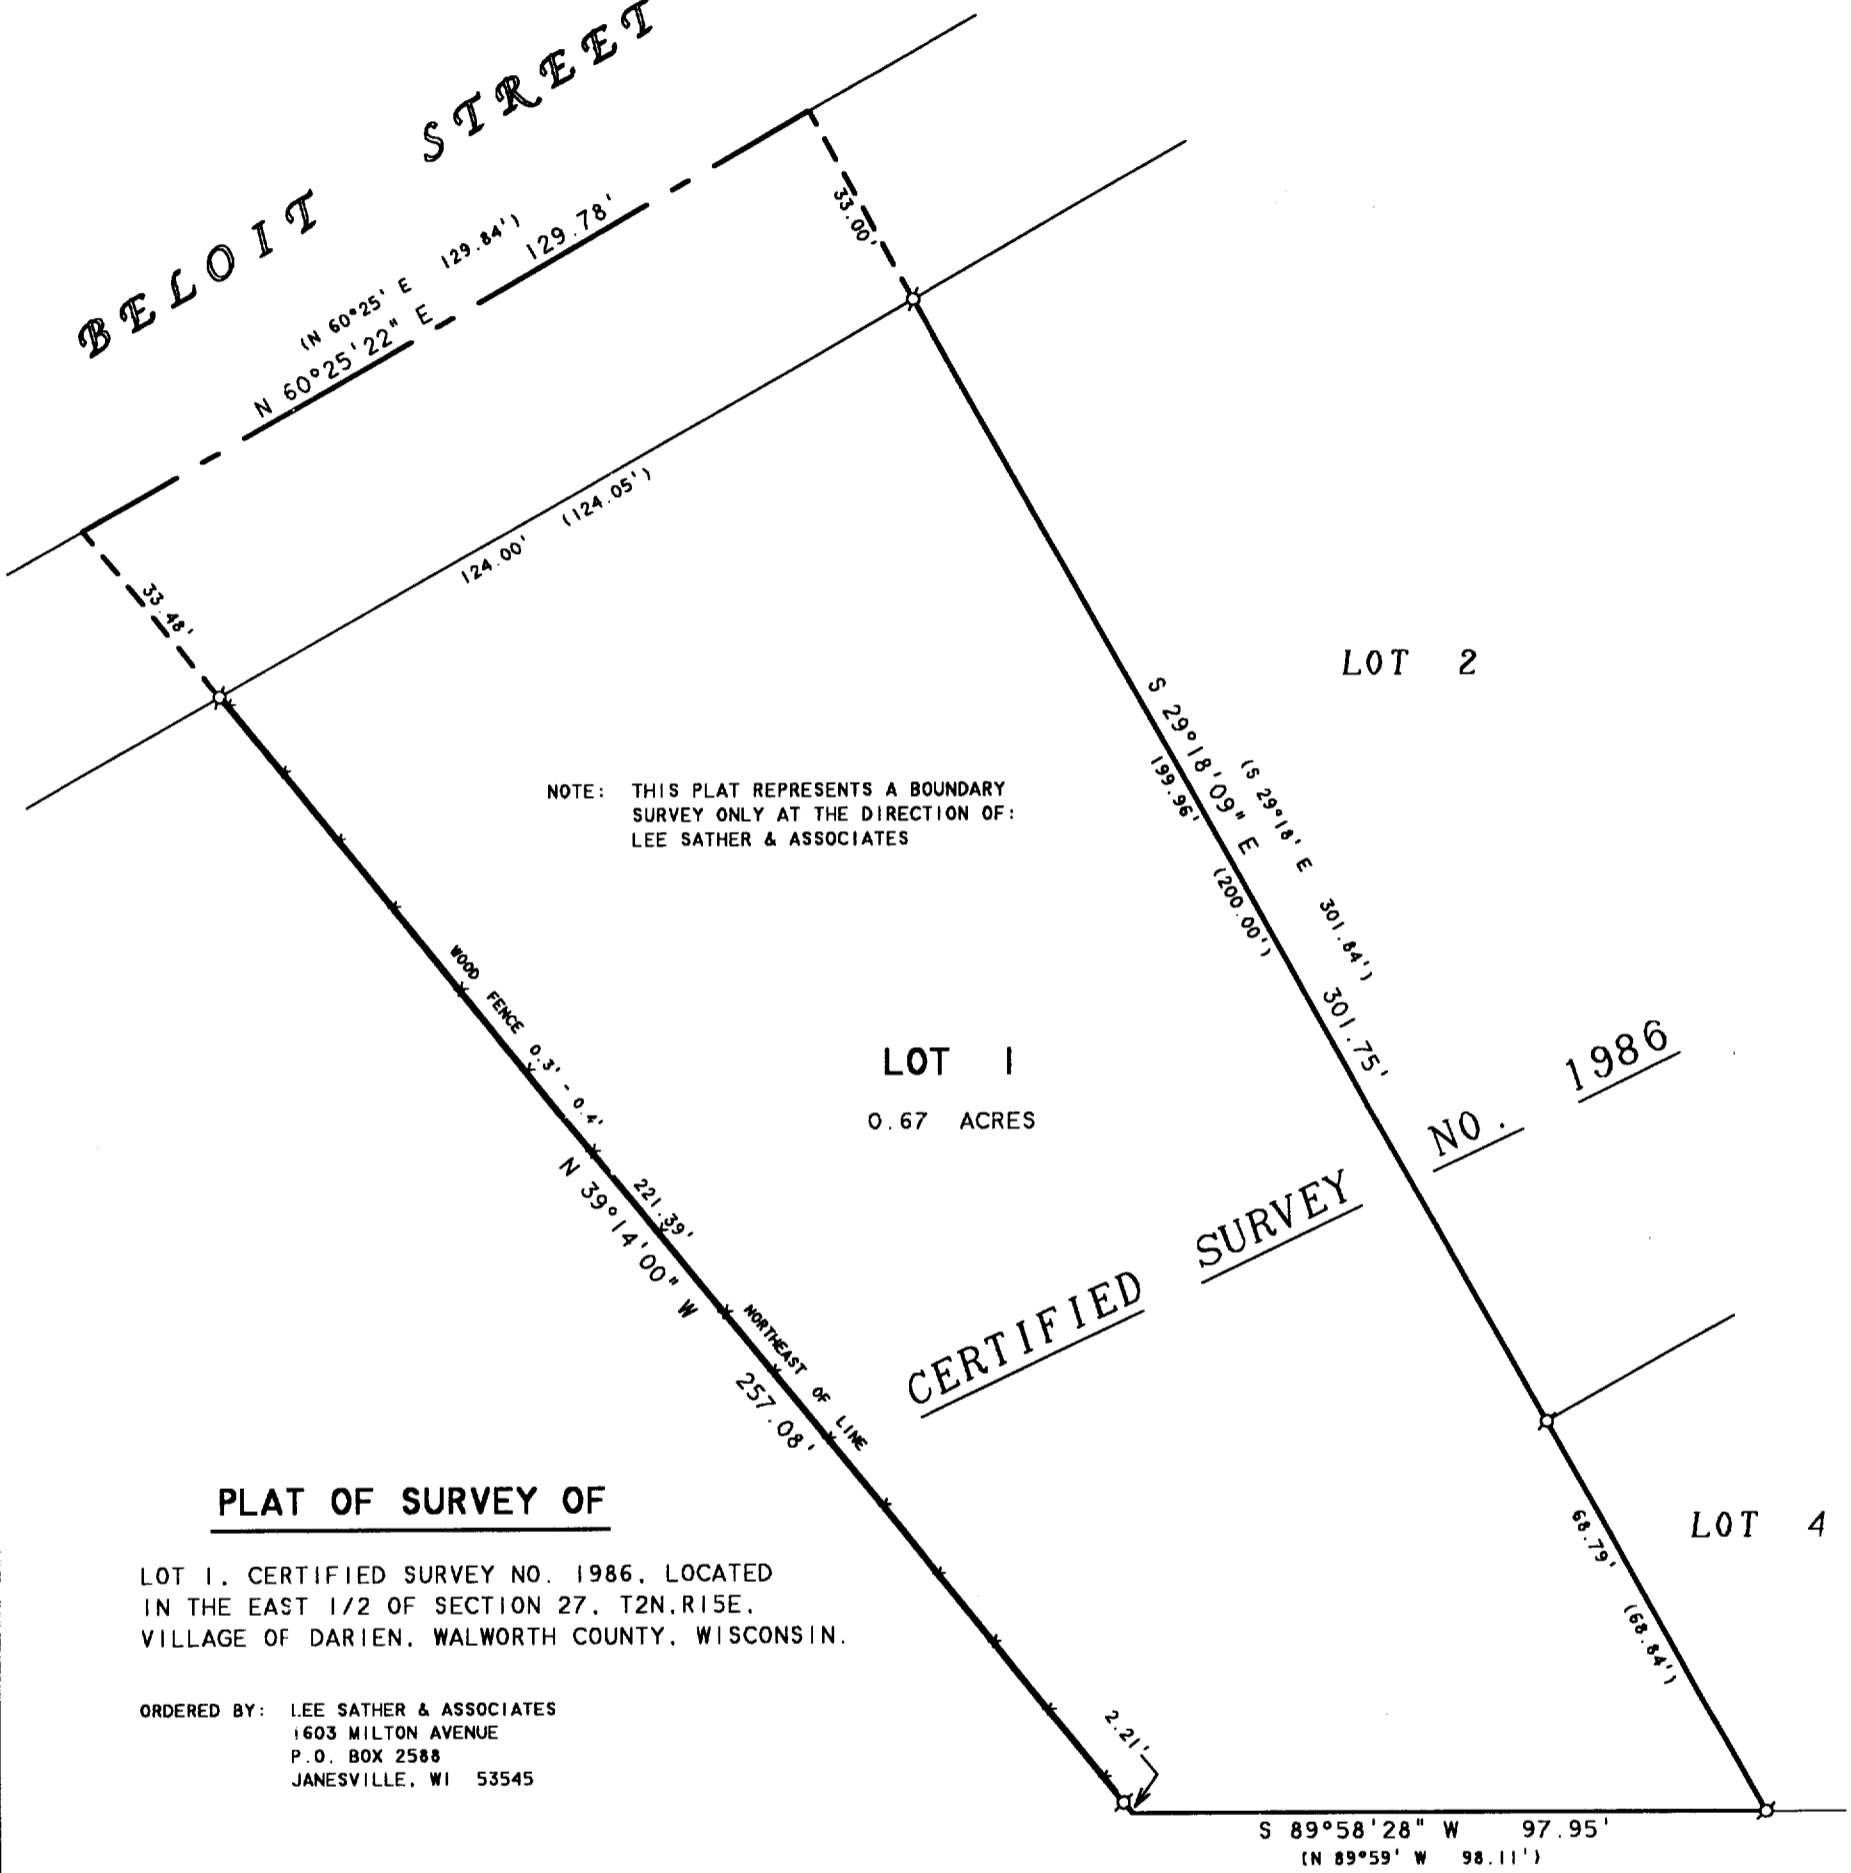 BELOIT STREET
(N 60°25' E 129.84')
N 60°25'22" E 129.78'
33.00'
33.48'
124.00' (124.05')
LOT 2
S 29°18'09" E 301.75'
(S 29°18' E 301.84')
199.96' (200.00')
NOTE: THIS PLAT REPRESENTS A BOUNDARY
SURVEY ONLY AT THE DIRECTION OF:
LEE SATHER & ASSOCIATES
WOOD FENCE 0.3' - 0.4' NORTHEAST OF LINE
221.39'
N 39°14'00" W 257.08'
LOT 1
0.67 ACRES
CERTIFIED SURVEY NO. 1986
68.79' (68.84')
LOT 4
PLAT OF SURVEY OF
LOT 1, CERTIFIED SURVEY NO. 1986, LOCATED
IN THE EAST 1/2 OF SECTION 27, T2N,R15E,
VILLAGE OF DARIEN, WALWORTH COUNTY, WISCONSIN.
ORDERED BY: LEE SATHER & ASSOCIATES
1603 MILTON AVENUE
P.O. BOX 2588
JANESVILLE, WI 53545
2.21'
S 89°58'28" W 97.95'
(N 89°59' W 98.11')